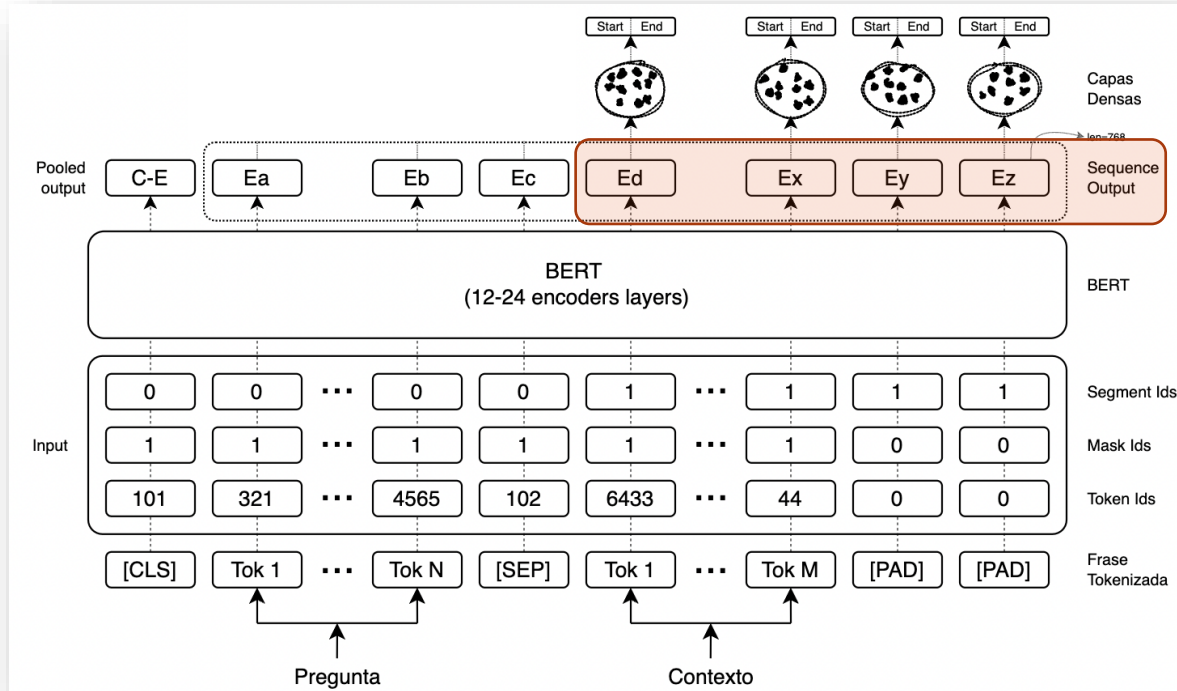 Start End Start End Start End Start End
Capas
Densas
len=768
Pooled
output
C-E Ea Eb Ec Ed Ex Ey Ez
Sequence
Output
BERT
(12-24 encoders layers)
BERT
0 0 ... 0 0 1 ... 1 1 1 Segment Ids
Input 1 1 ... 1 1 1 ... 1 0 0 Mask Ids
101 321 ... 4565 102 6433 ... 44 0 0 Token Ids
[CLS] Tok 1 ... Tok N [SEP] Tok 1 ... Tok M [PAD] [PAD]
Frase
Tokenizada
Pregunta Contexto